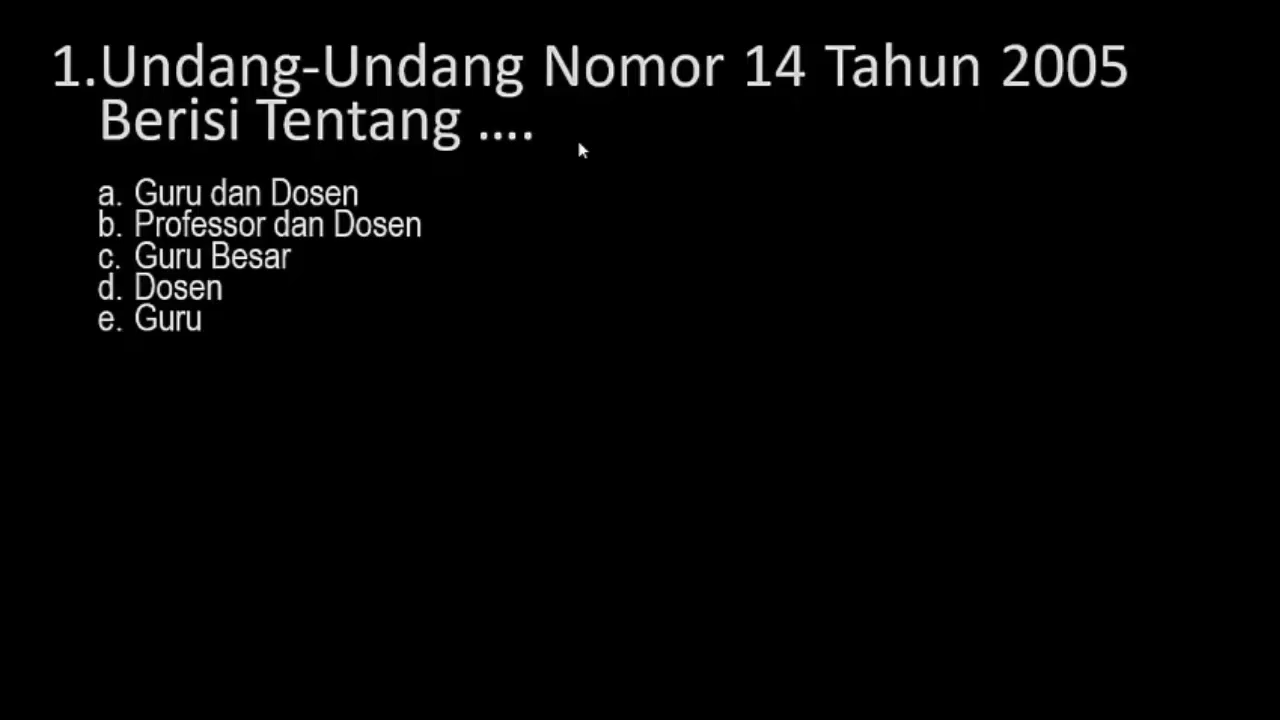 1.Undang-Undang Nomor 14 Tahun 2005
Berisi Tentang ....
a. Guru dan Dosen
b. Professor dan Dosen
c. Guru Besar
d. Dosen
e. Guru